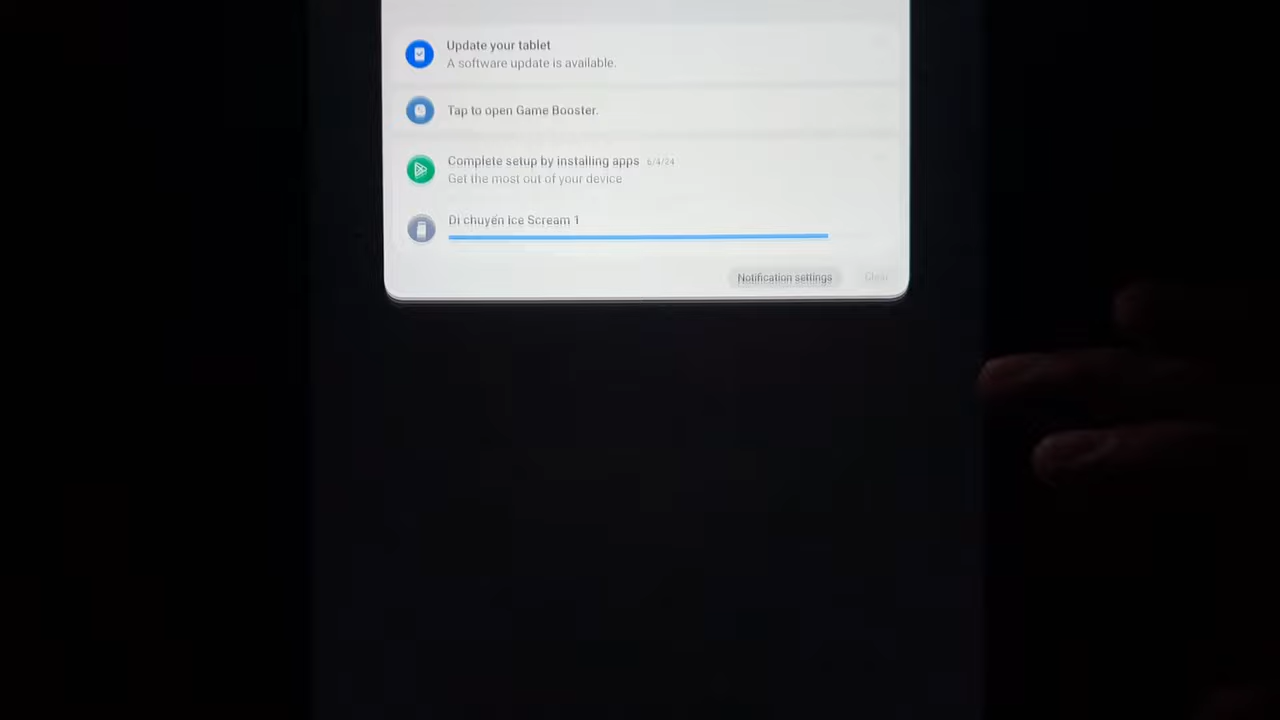 Update your tablet
A software update is available.
Tap to open Game Booster.
Complete setup by installing apps 6/4/24
Get the most out of your device
Di chuyển Ice Scream 1
Notification settings Clear